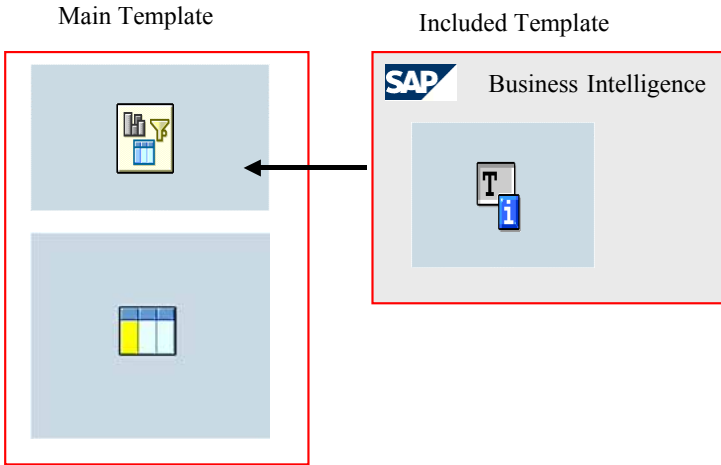 Main Template
Included Template
SAP Business Intelligence
T
i